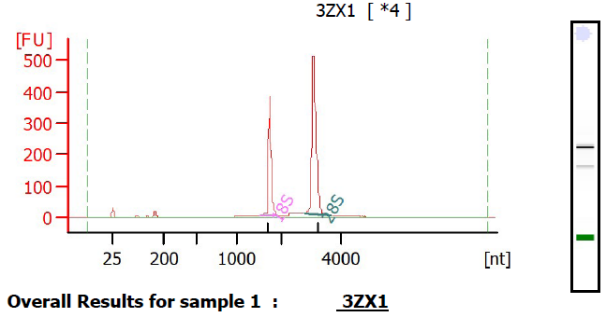 3ZX1 [ *4 ]
[FU]
500
400
300
200
100
0
18S
28S
25 200 1000 4000 [nt]
Overall Results for sample 1 : 3ZX1